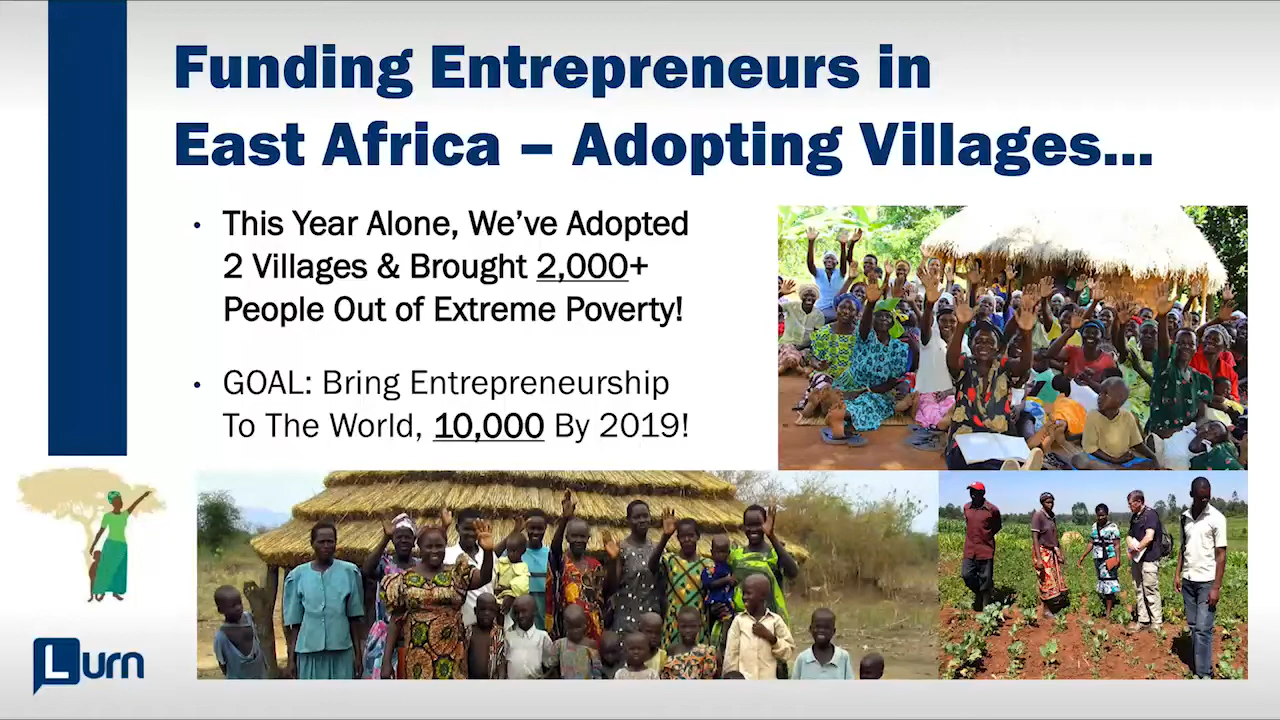 Funding Entrepreneurs in
East Africa – Adopting Villages...
• This Year Alone, We’ve Adopted
2 Villages & Brought 2,000+
People Out of Extreme Poverty!
• GOAL: Bring Entrepreneurship
To The World, 10,000 By 2019!
Lurn